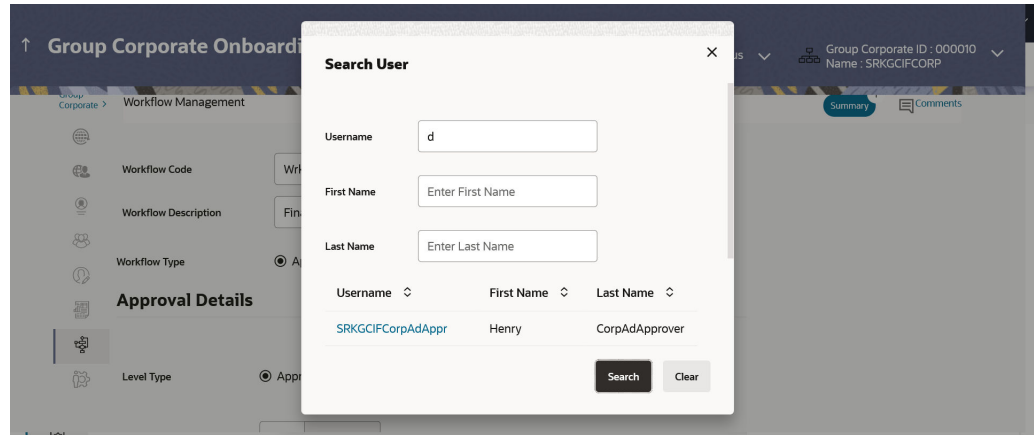 Group Corporate Onboardi
us
Group Corporate ID : 000010
Name : SRKGCIFCORP
Group
Corporate >
Workflow Management
Summary
Comments
Workflow Code
Wrk
Workflow Description
Fin
Workflow Type
Approval Details
Level Type
Appr
Search User
Username
d
First Name
Enter First Name
Last Name
Enter Last Name
Username First Name Last Name
SRKGCIFCorpAdAppr Henry CorpAdApprover
Search Clear